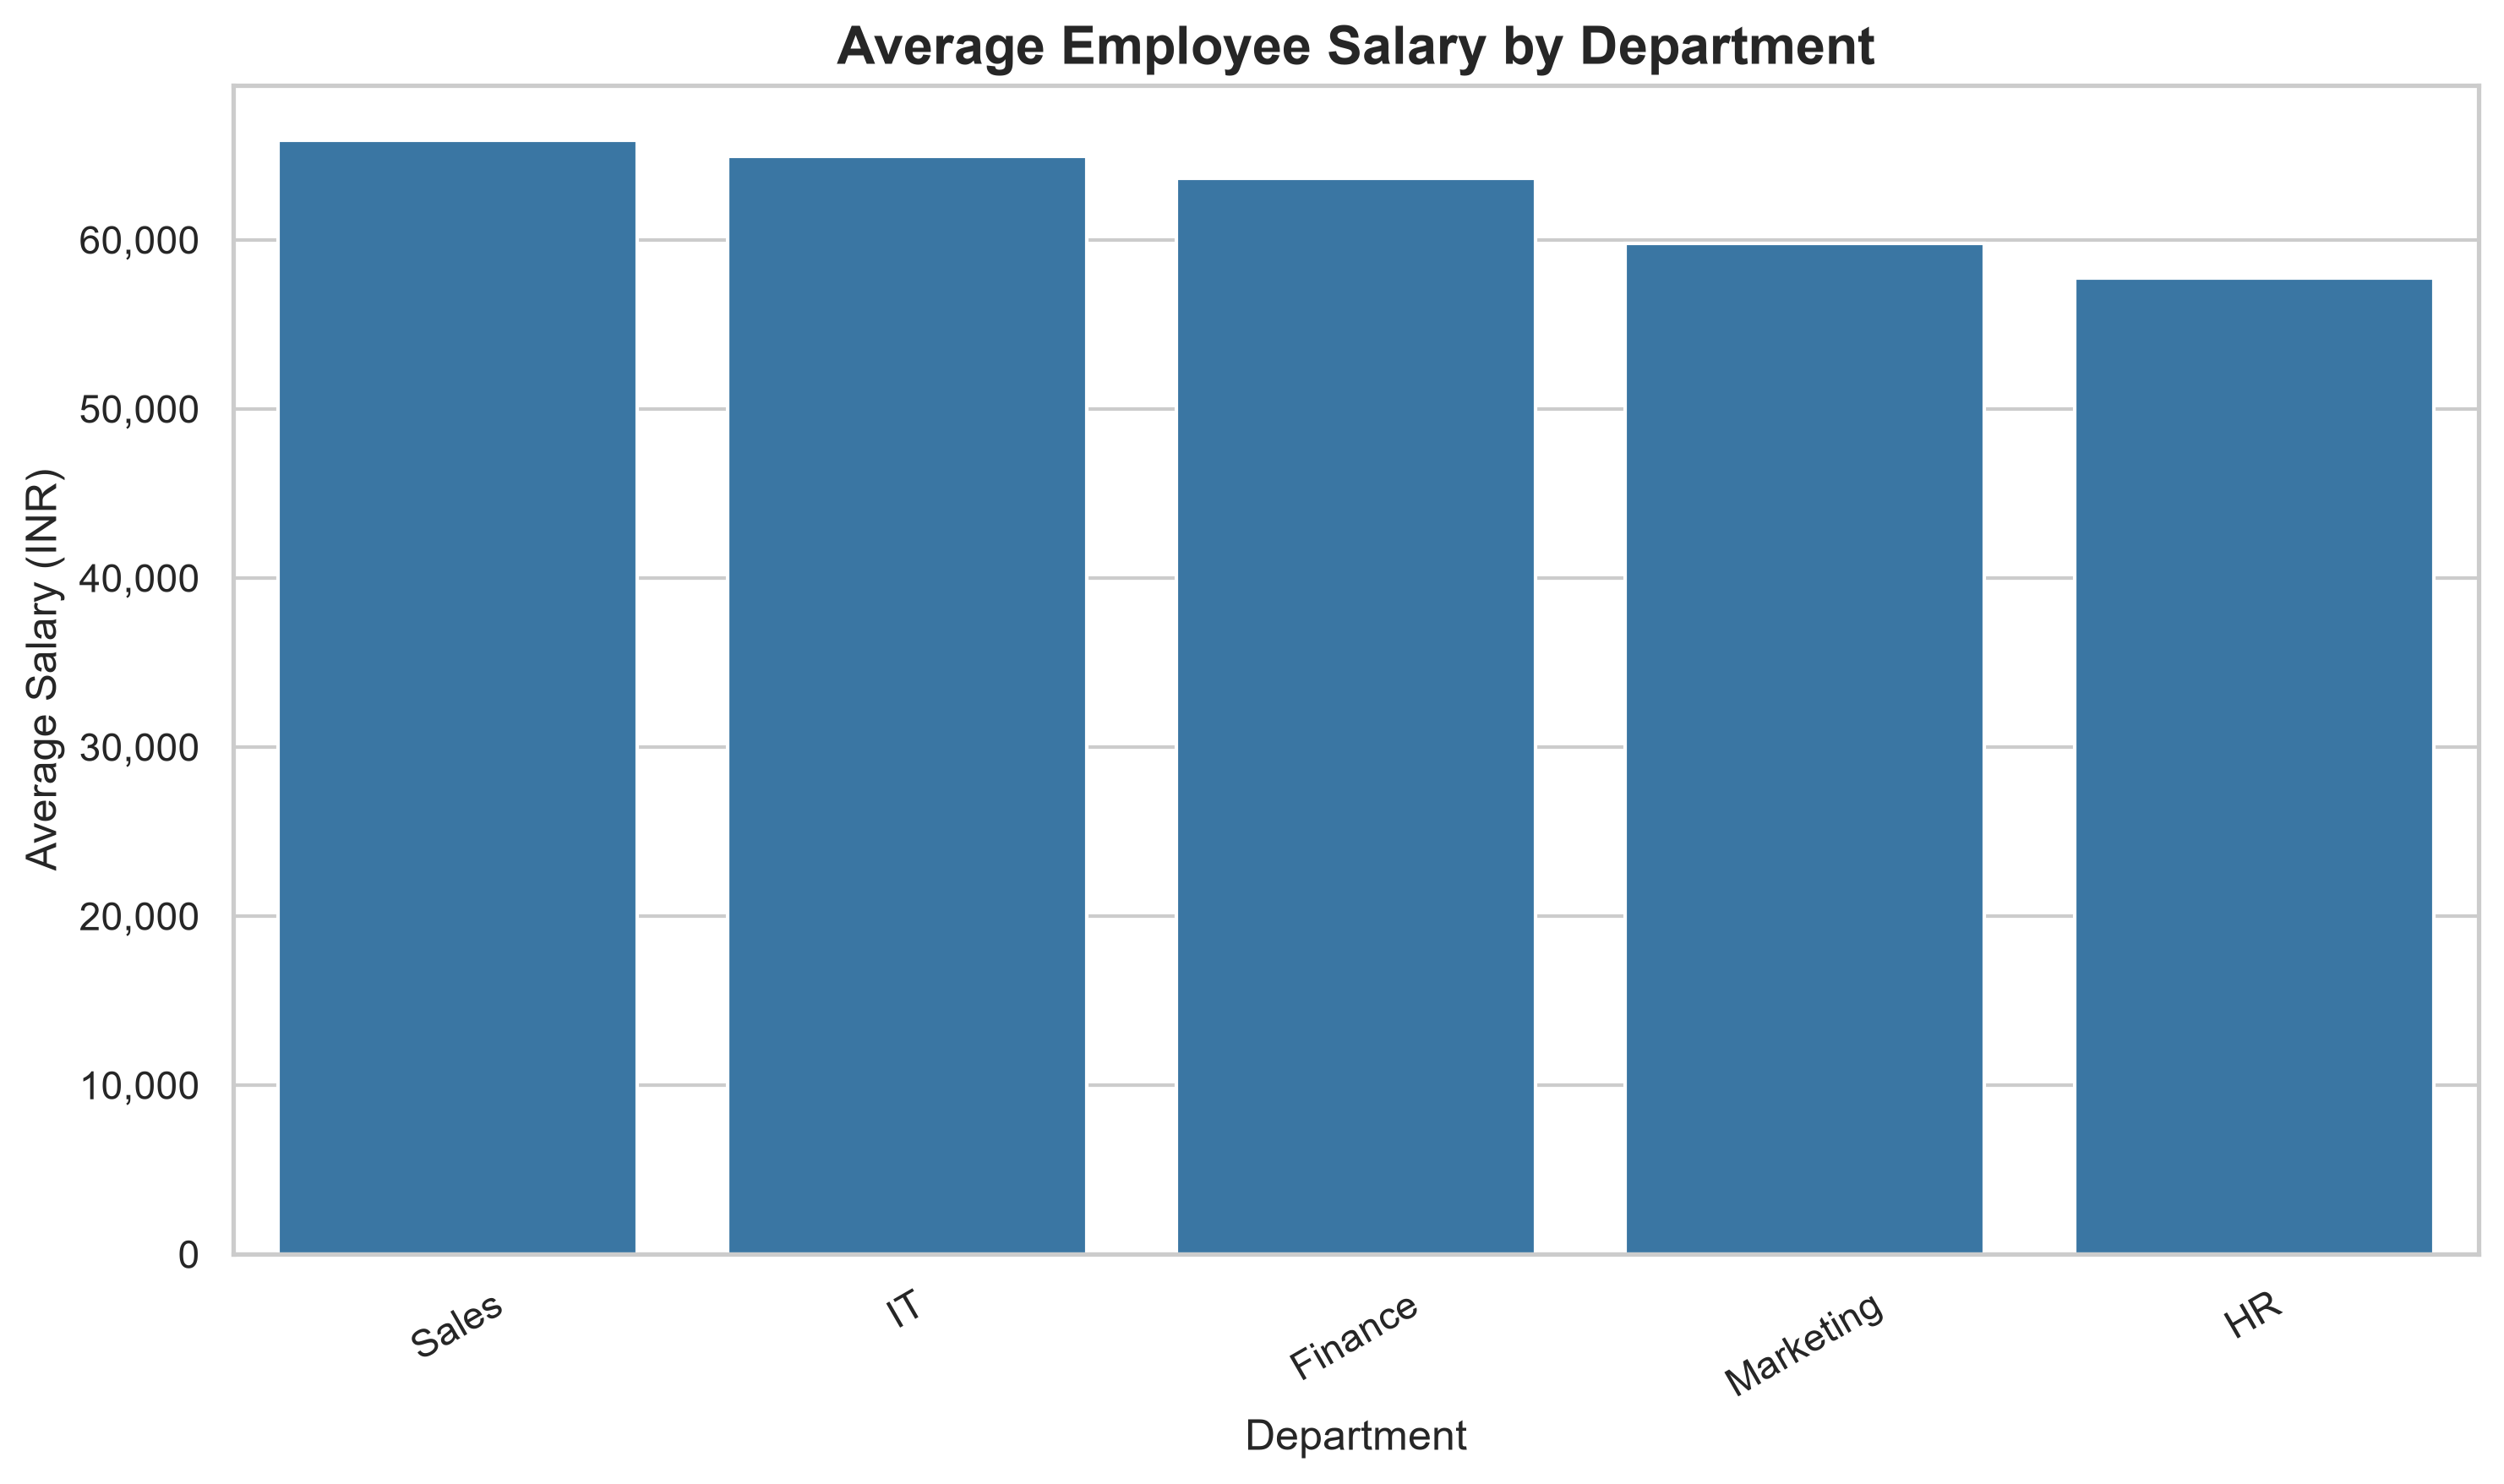 Average Employee Salary by Department
Average Salary (INR)
60,000
50,000
40,000
30,000
20,000
10,000
0
Sales
IT
Finance
Marketing
HR
Department